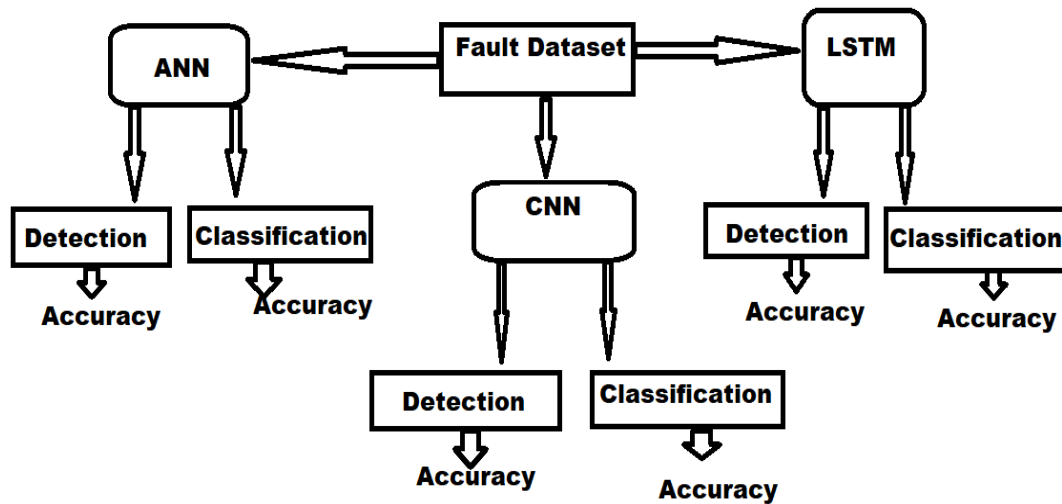 Fault Dataset
ANN
LSTM
CNN
Detection
Classification
Detection
Classification
Accuracy
Accuracy
Accuracy
Accuracy
Detection
Classification
Accuracy
Accuracy